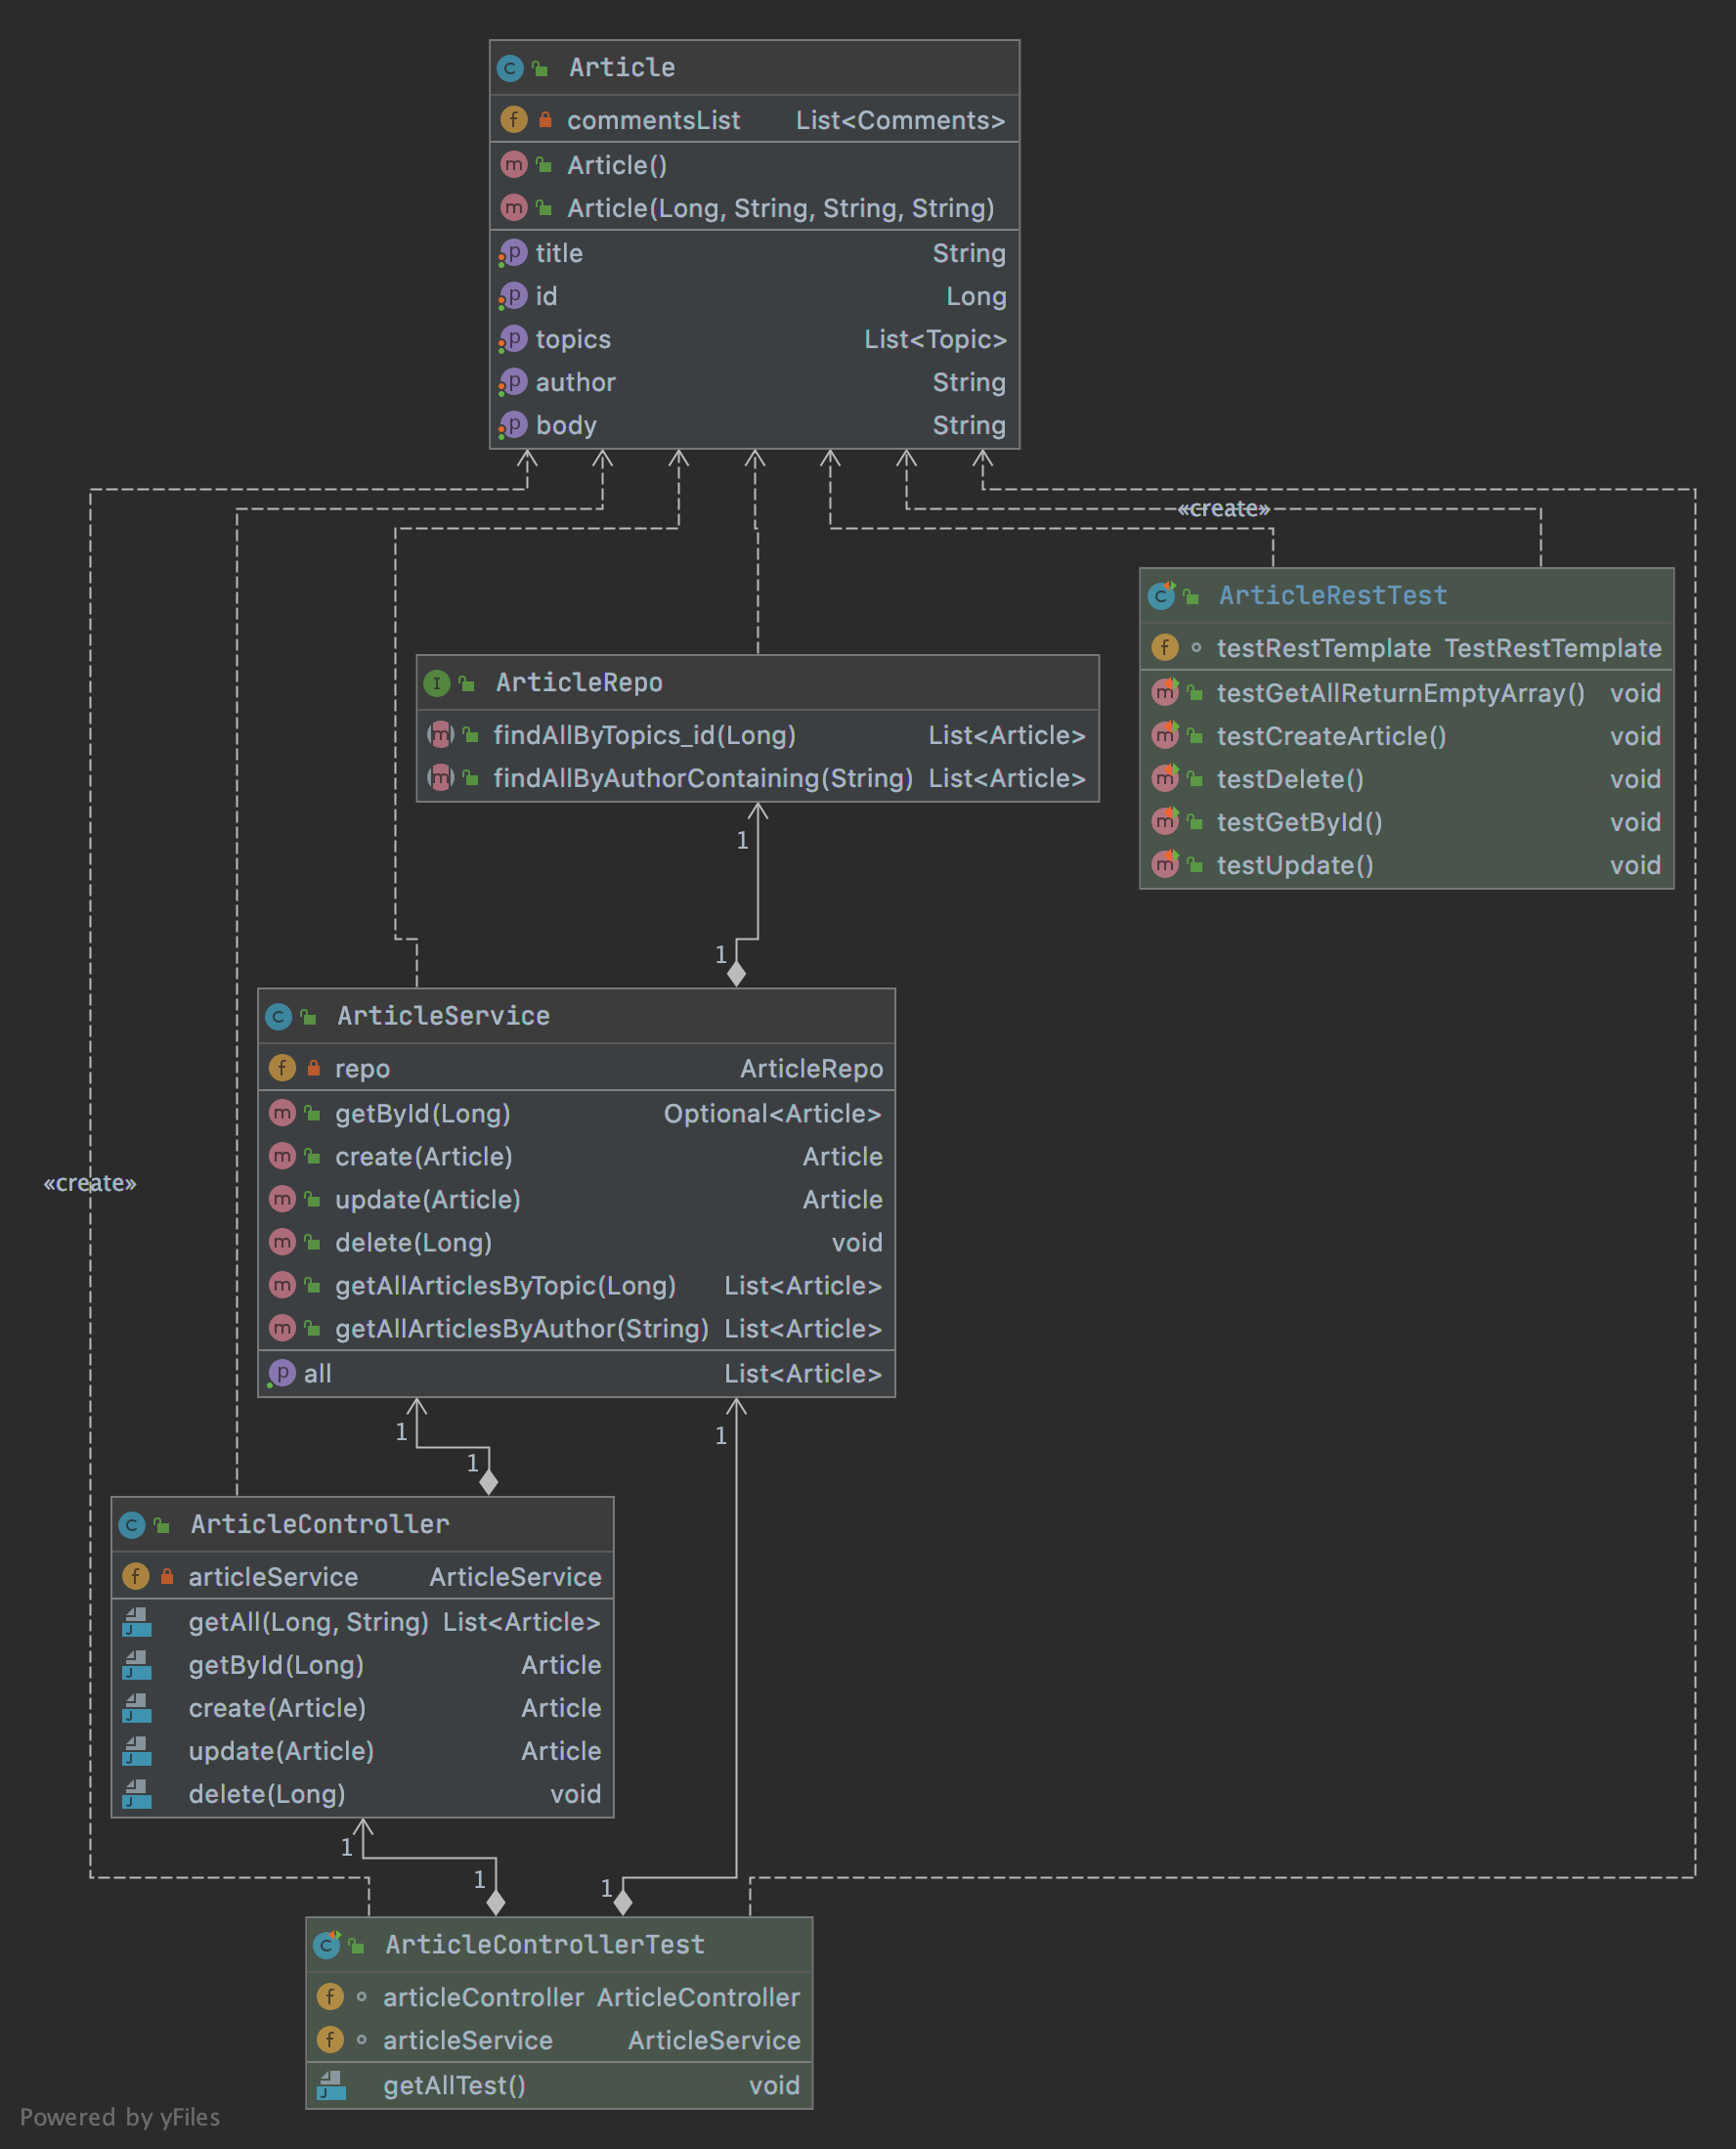 Article
commentsList List<Comments>
Article()
Article(Long, String, String, String)
title String
id Long
topics List<Topic>
author String
body String
«create»
ArticleRestTest
testRestTemplate TestRestTemplate
testGetAllReturnEmptyArray() void
testCreateArticle() void
testDelete() void
testGetById() void
testUpdate() void
ArticleRepo
findAllByTopics_id(Long) List<Article>
findAllByAuthorContaining(String) List<Article>
1
1
ArticleService
repo ArticleRepo
getById(Long) Optional<Article>
create(Article) Article
update(Article) Article
delete(Long) void
getAllArticlesByTopic(Long) List<Article>
getAllArticlesByAuthor(String) List<Article>
all List<Article>
«create»
1
1
1
ArticleController
articleService ArticleService
getAll(Long, String) List<Article>
getById(Long) Article
create(Article) Article
update(Article) Article
delete(Long) void
1
1
1
ArticleControllerTest
articleController ArticleController
articleService ArticleService
getAllTest() void
Powered by yFiles